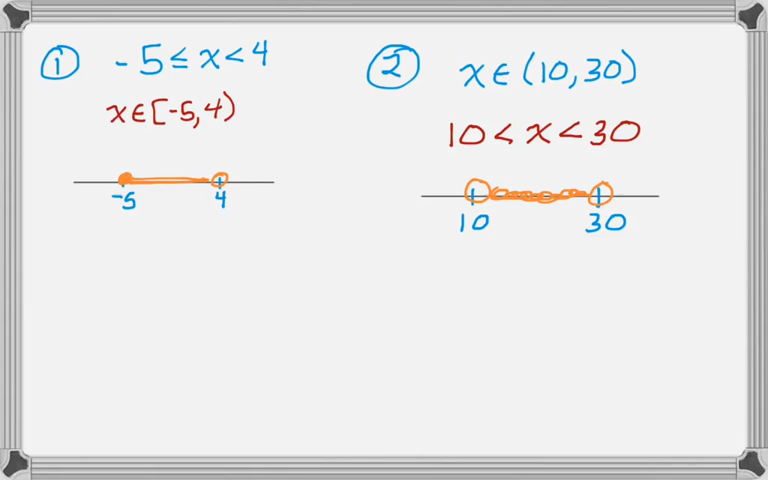 ① -5 ≤ x < 4
x ∈ [-5, 4)
-5 4
② x ∈ (10, 30)
10 < x < 30
10 30